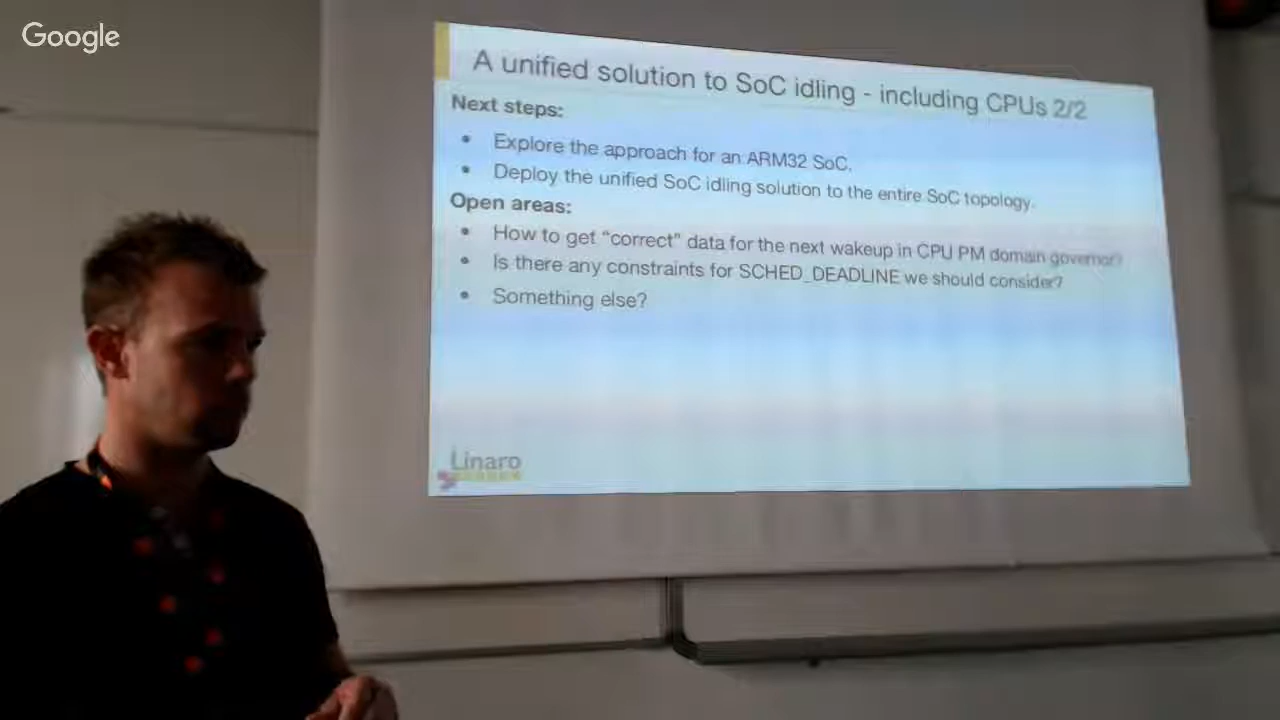 Google
A unified solution to SoC idling - including CPUs 2/2
Next steps:
• Explore the approach for an ARM32 SoC.
• Deploy the unified SoC idling solution to the entire SoC topology.
Open areas:
• How to get “correct” data for the next wakeup in CPU PM domain governor?
• Is there any constraints for SCHED_DEADLINE we should consider?
• Something else?
Linaro